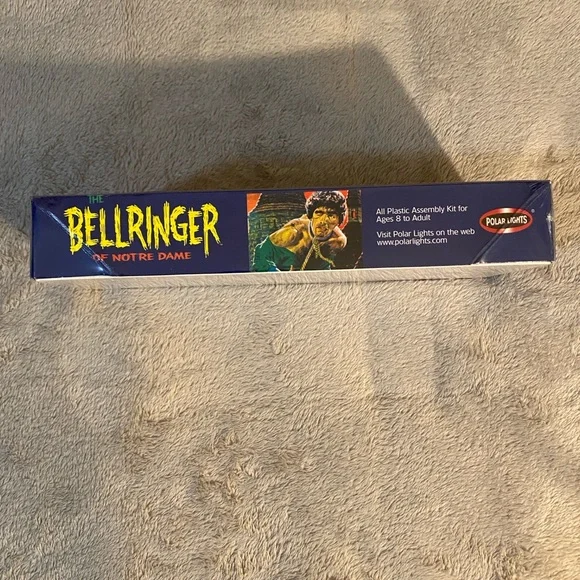 THE
BELLRINGER
OF NOTRE DAME
All Plastic Assembly Kit for
Ages 8 to Adult
Visit Polar Lights on the web
www.polarlights.com
POLAR LIGHTS